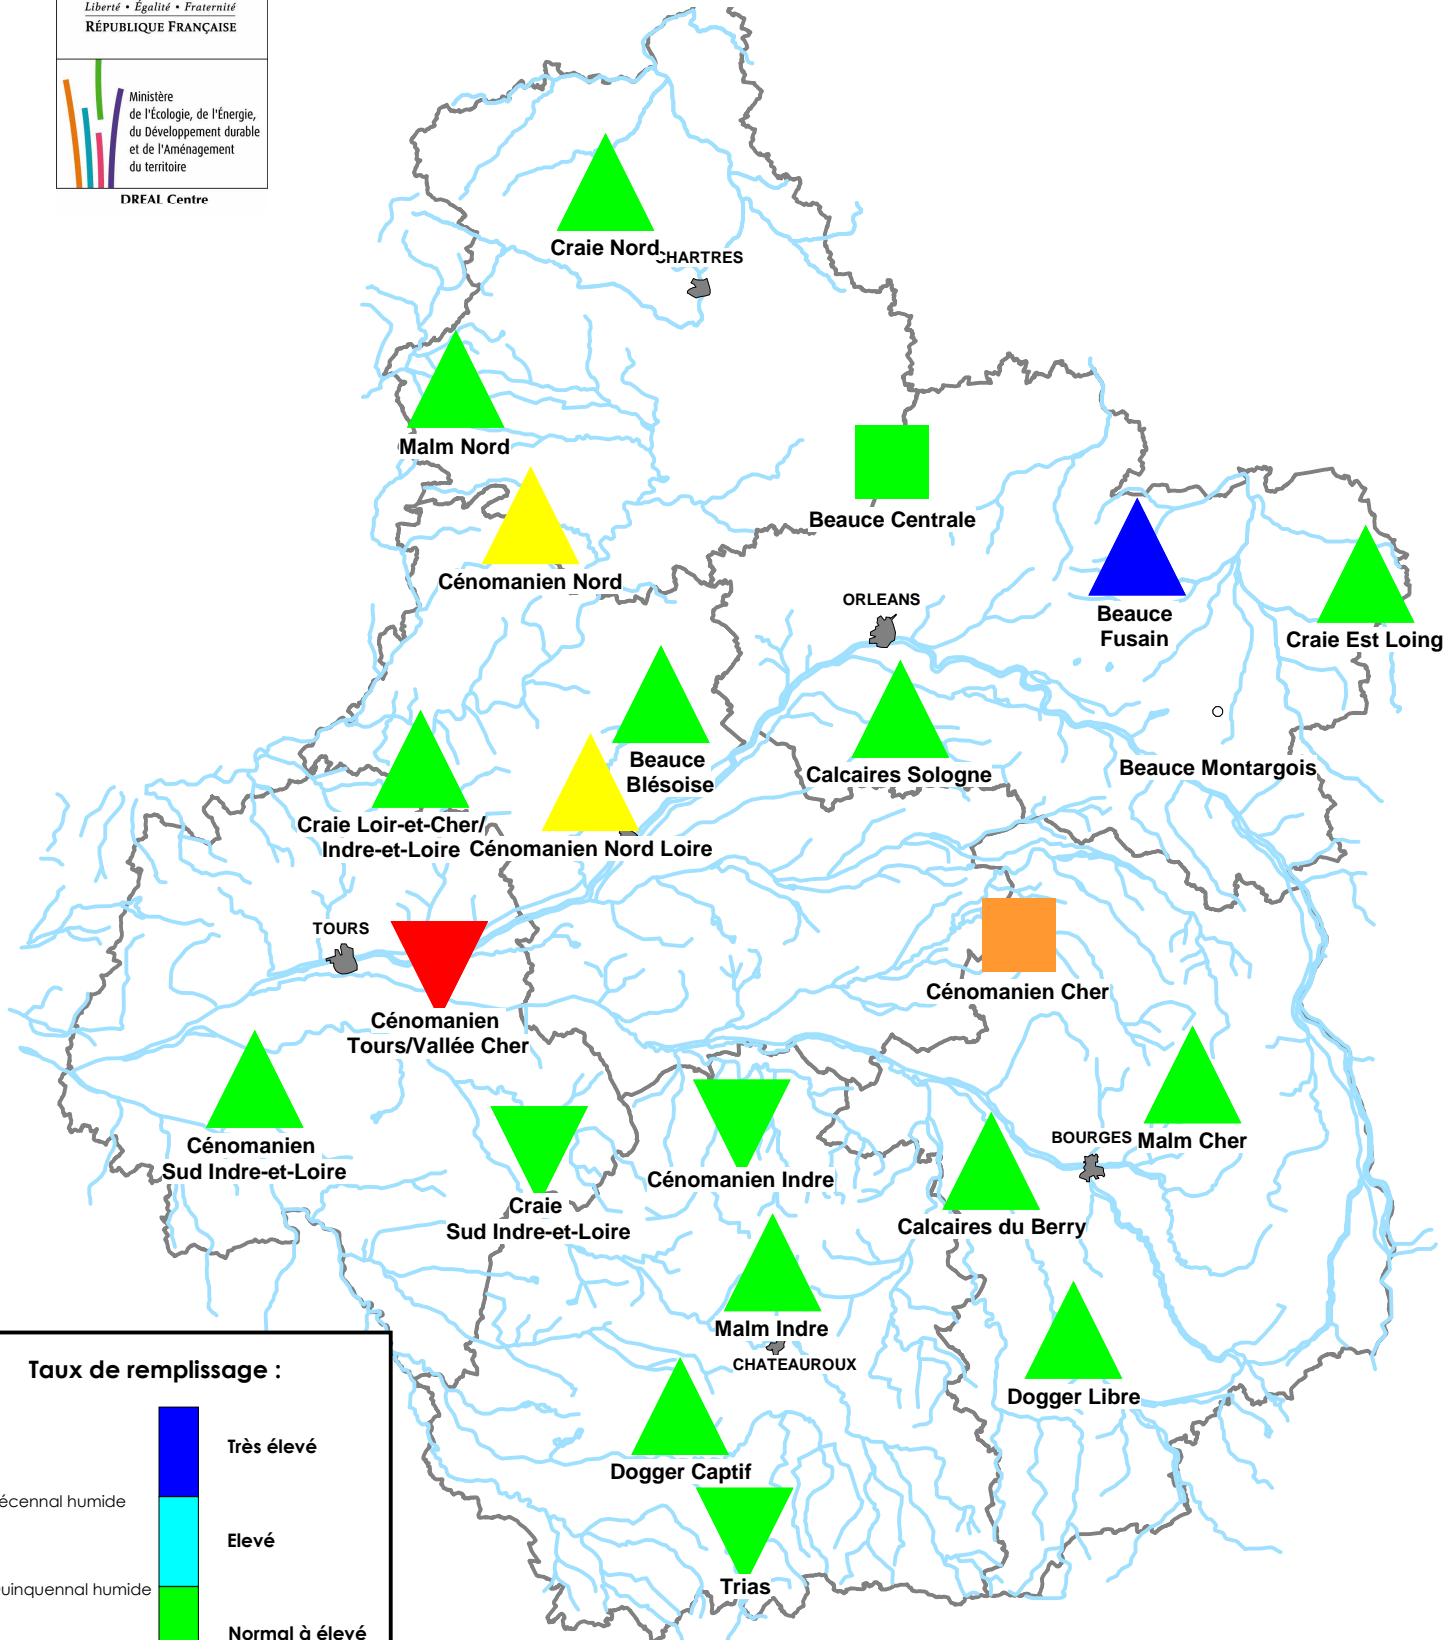 Liberté • Égalité • Fraternité
RÉPUBLIQUE FRANÇAISE
Ministère
de l'Écologie, de l'Énergie,
du Développement durable
et de l'Aménagement
du territoire
DREAL Centre
Craie Nord
CHARTRES
Malm Nord
Beauce Centrale
Cénomanien Nord
ORLEANS
Beauce
Fusain
Craie Est Loing
Beauce
Blésoise
Calcaires Sologne
Beauce Montargois
Craie Loir-et-Cher/
Indre-et-Loire
Cénomanien Nord Loire
TOURS
Cénomanien Cher
Cénomanien
Tours/Vallée Cher
Cénomanien
Sud Indre-et-Loire
BOURGES
Malm Cher
Cénomanien Indre
Craie
Sud Indre-et-Loire
Calcaires du Berry
Malm Indre
CHATEAUROUX
Dogger Libre
Dogger Captif
Trias
Taux de remplissage :
Très élevé
écennal humide
Elevé
uinquennal humide
Normal à élevé